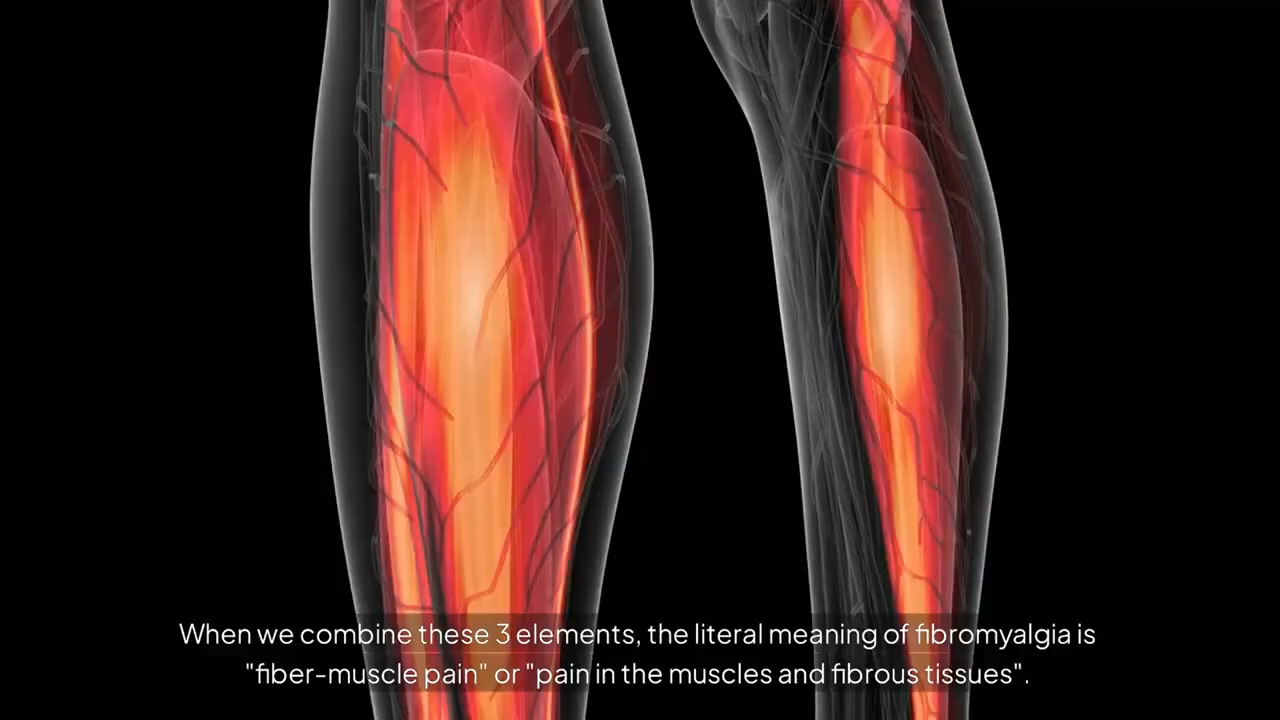 When we combine these 3 elements, the literal meaning of fibromyalgia is
"fiber-muscle pain" or "pain in the muscles and fibrous tissues".